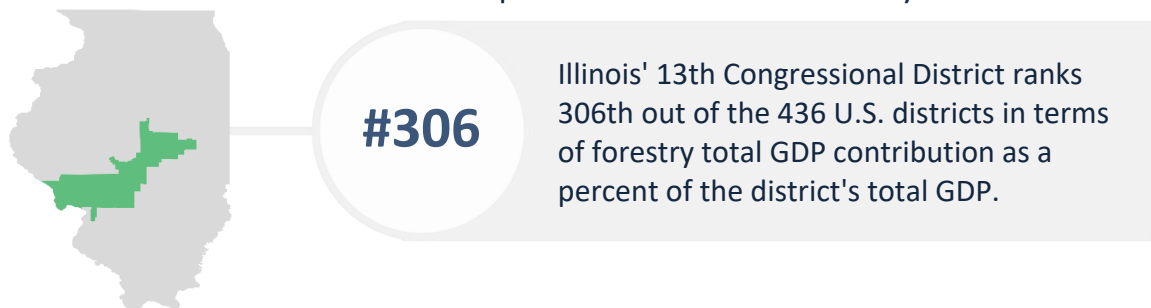 #306
Illinois' 13th Congressional District ranks
306th out of the 436 U.S. districts in terms
of forestry total GDP contribution as a
percent of the district's total GDP.